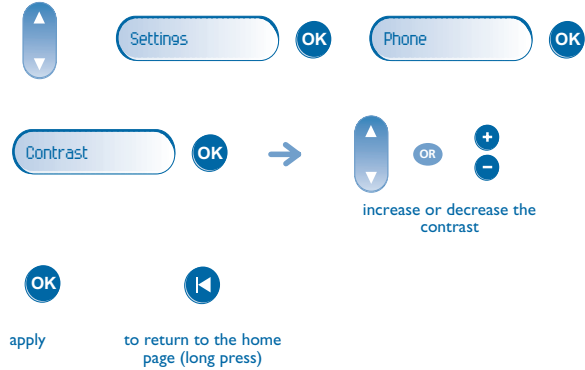 Settings OK Phone OK
Contrast OK OR + −
increase or decrease the
contrast
OK
apply to return to the home
page (long press)